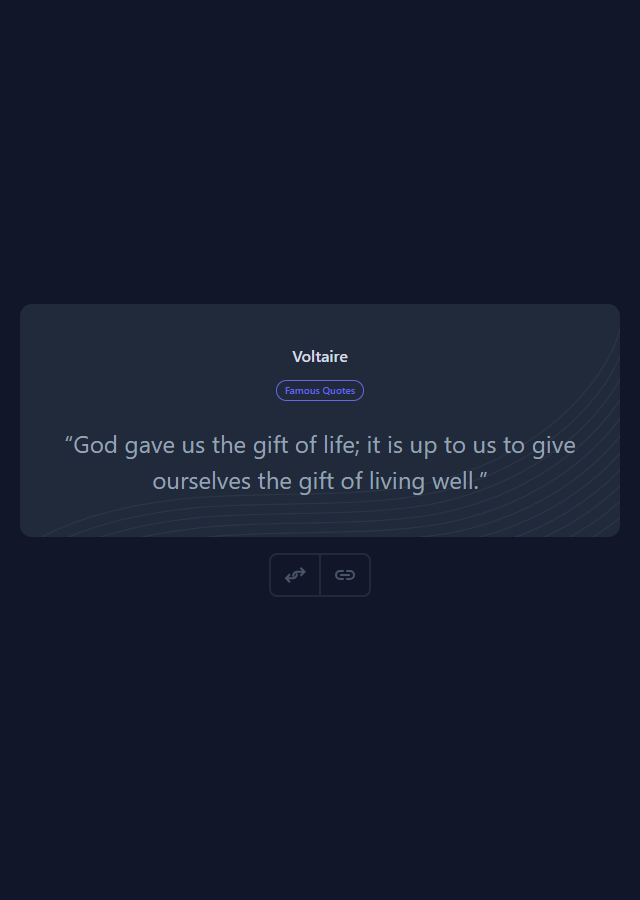 Voltaire
Famous Quotes
“God gave us the gift of life; it is up to us to give
ourselves the gift of living well.”